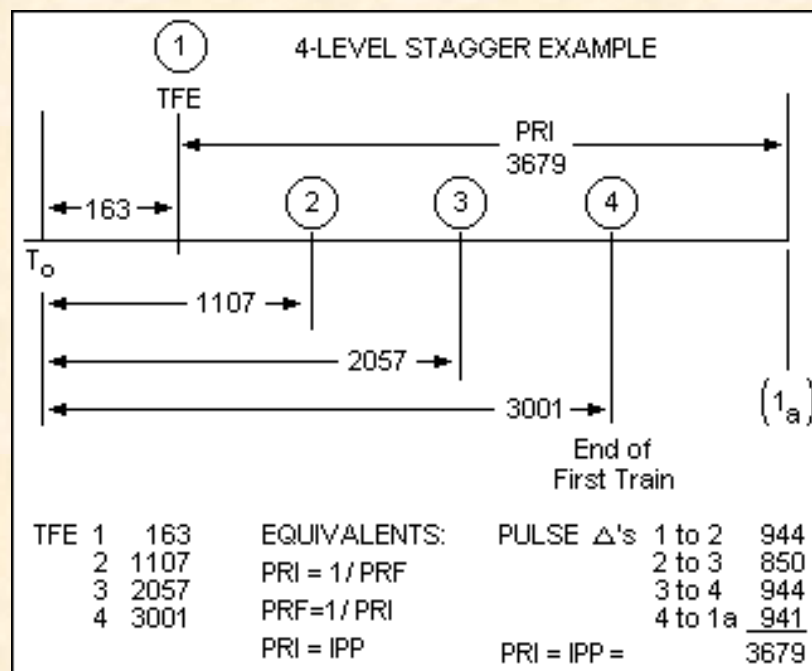 1
4-LEVEL STAGGER EXAMPLE
TFE
PRI
3679
163
2
3
4
To
1107
2057
3001
(1a)
End of
First Train
TFE 1 163
2 1107
3 2057
4 3001
EQUIVALENTS:
PRI = 1/PRF
PRF=1/PRI
PRI = IPP
PULSE Δ's 1 to 2 944
2 to 3 850
3 to 4 944
4 to 1a 941
PRI = IPP = 3679